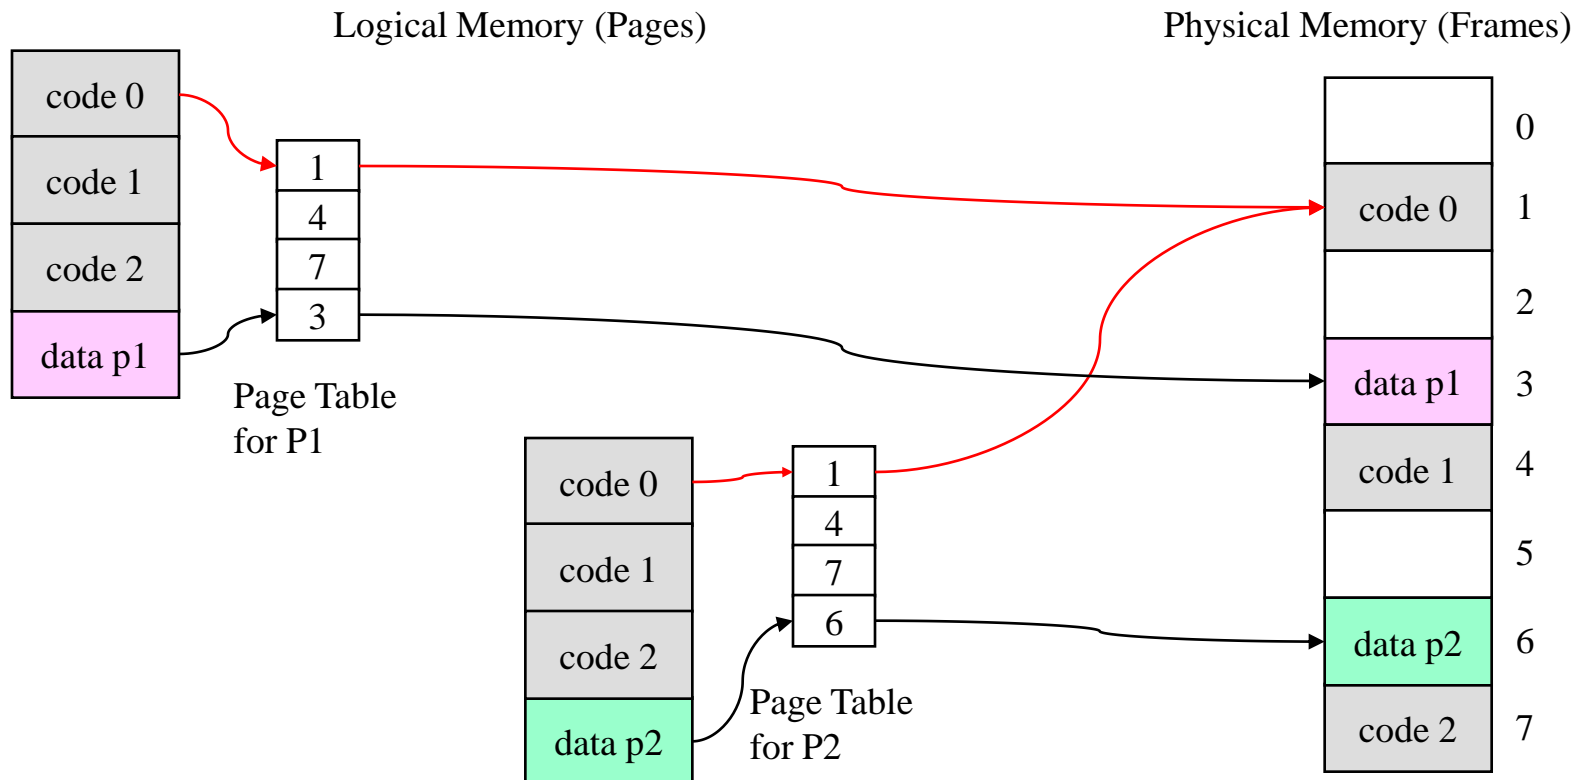 Logical Memory (Pages)
Physical Memory (Frames)
code 0
code 1
code 2
data p1
1
4
7
3
Page Table
for P1
code 0
code 1
code 2
data p2
1
4
7
6
Page Table
for P2
0
code 0 1
2
data p1 3
code 1 4
5
data p2 6
code 2 7